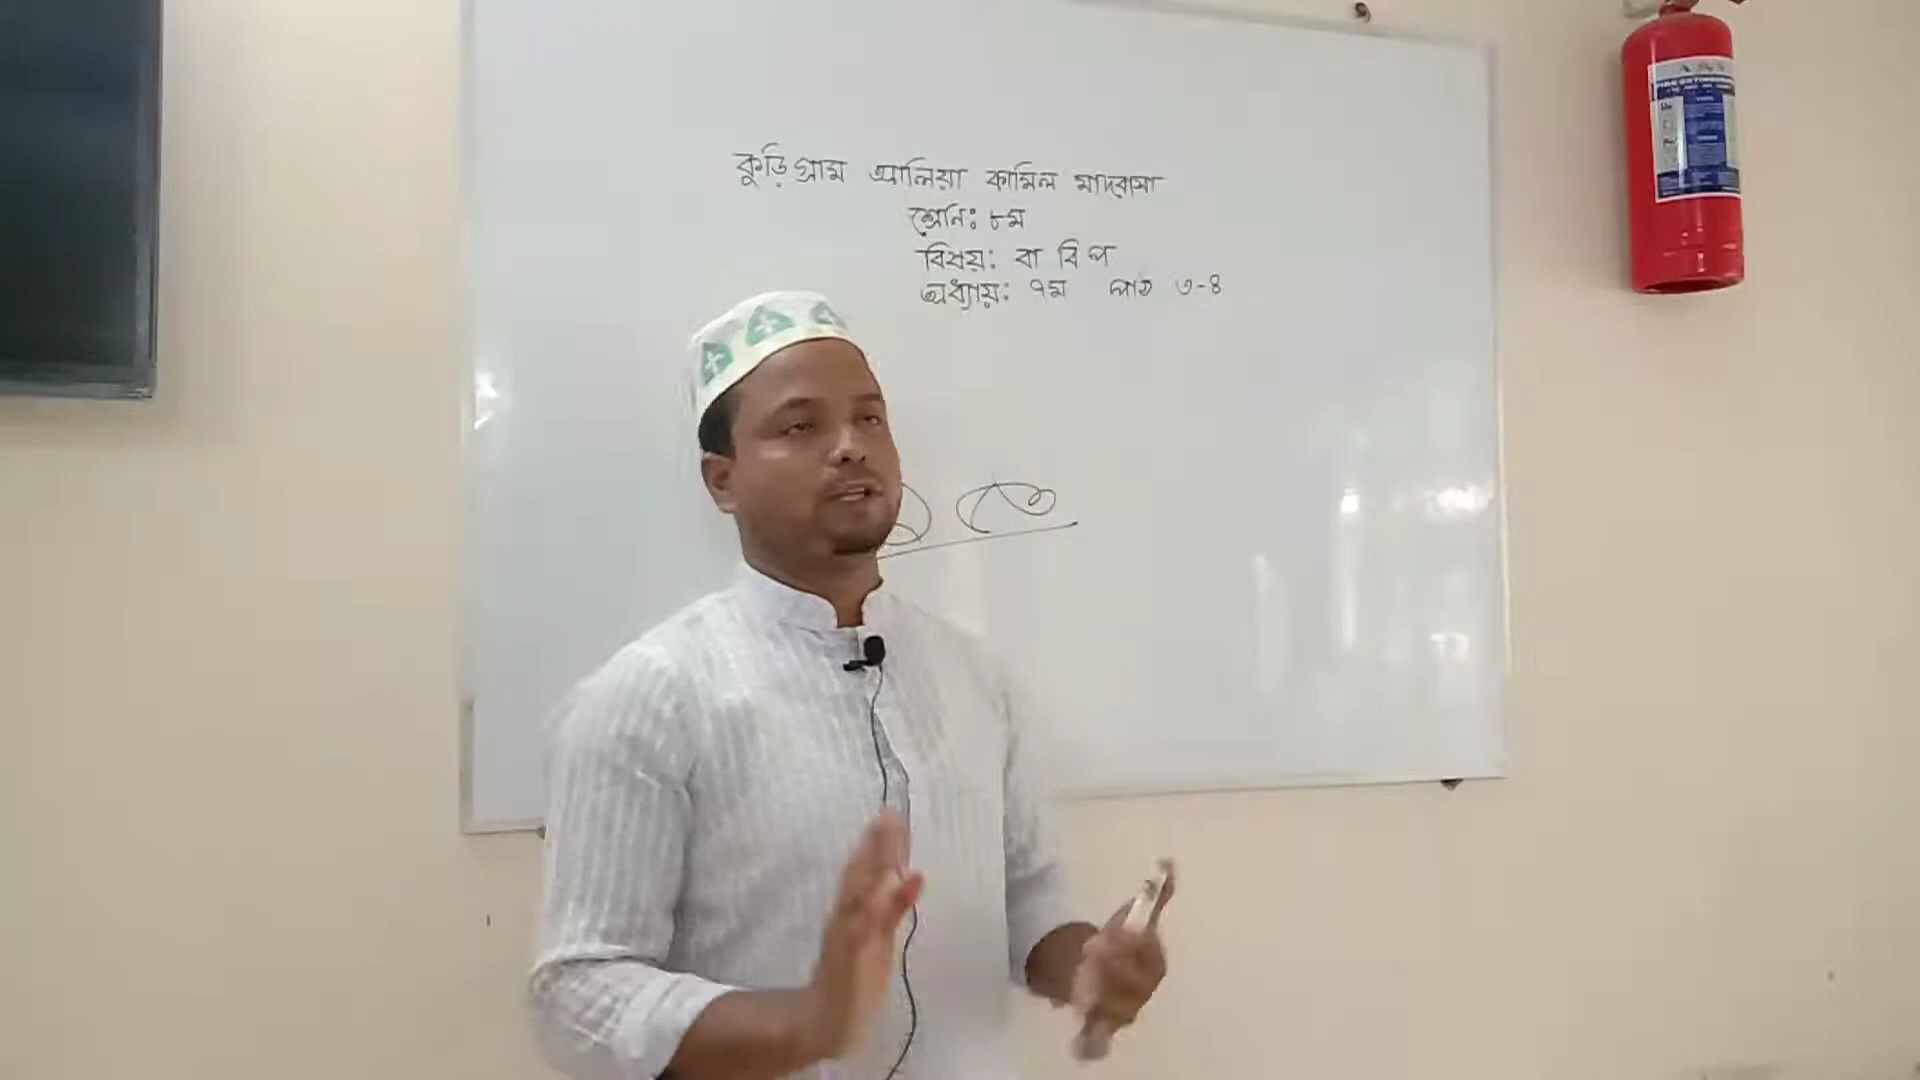 কুড়িগ্রাম আলিয়া কামিল মাদরাসা
শ্রেনি: ৮ম
বিষয়: বা বি প
অধ্যায়: ৭ম পাঠ ৩-৪